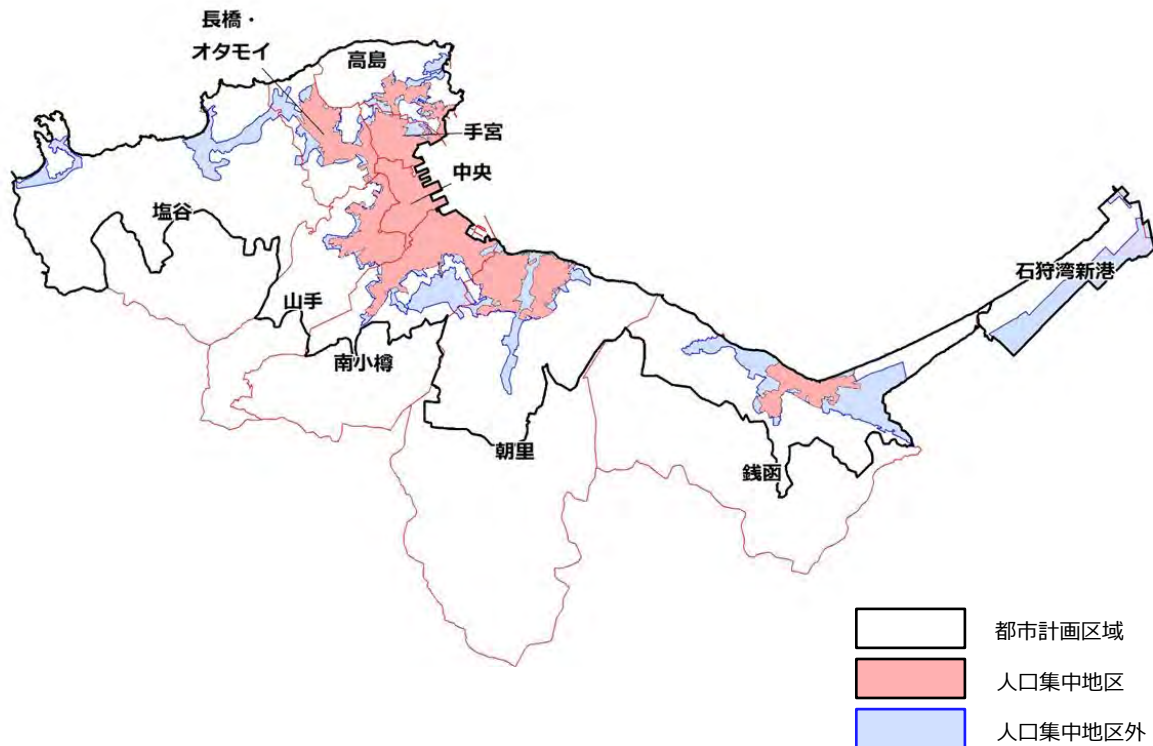 長橋・
オタモイ
高島
手宮
中央
塩谷
石狩湾新港
山手
南小樽
朝里
銭函
都市計画区域
人口集中地区
人口集中地区外